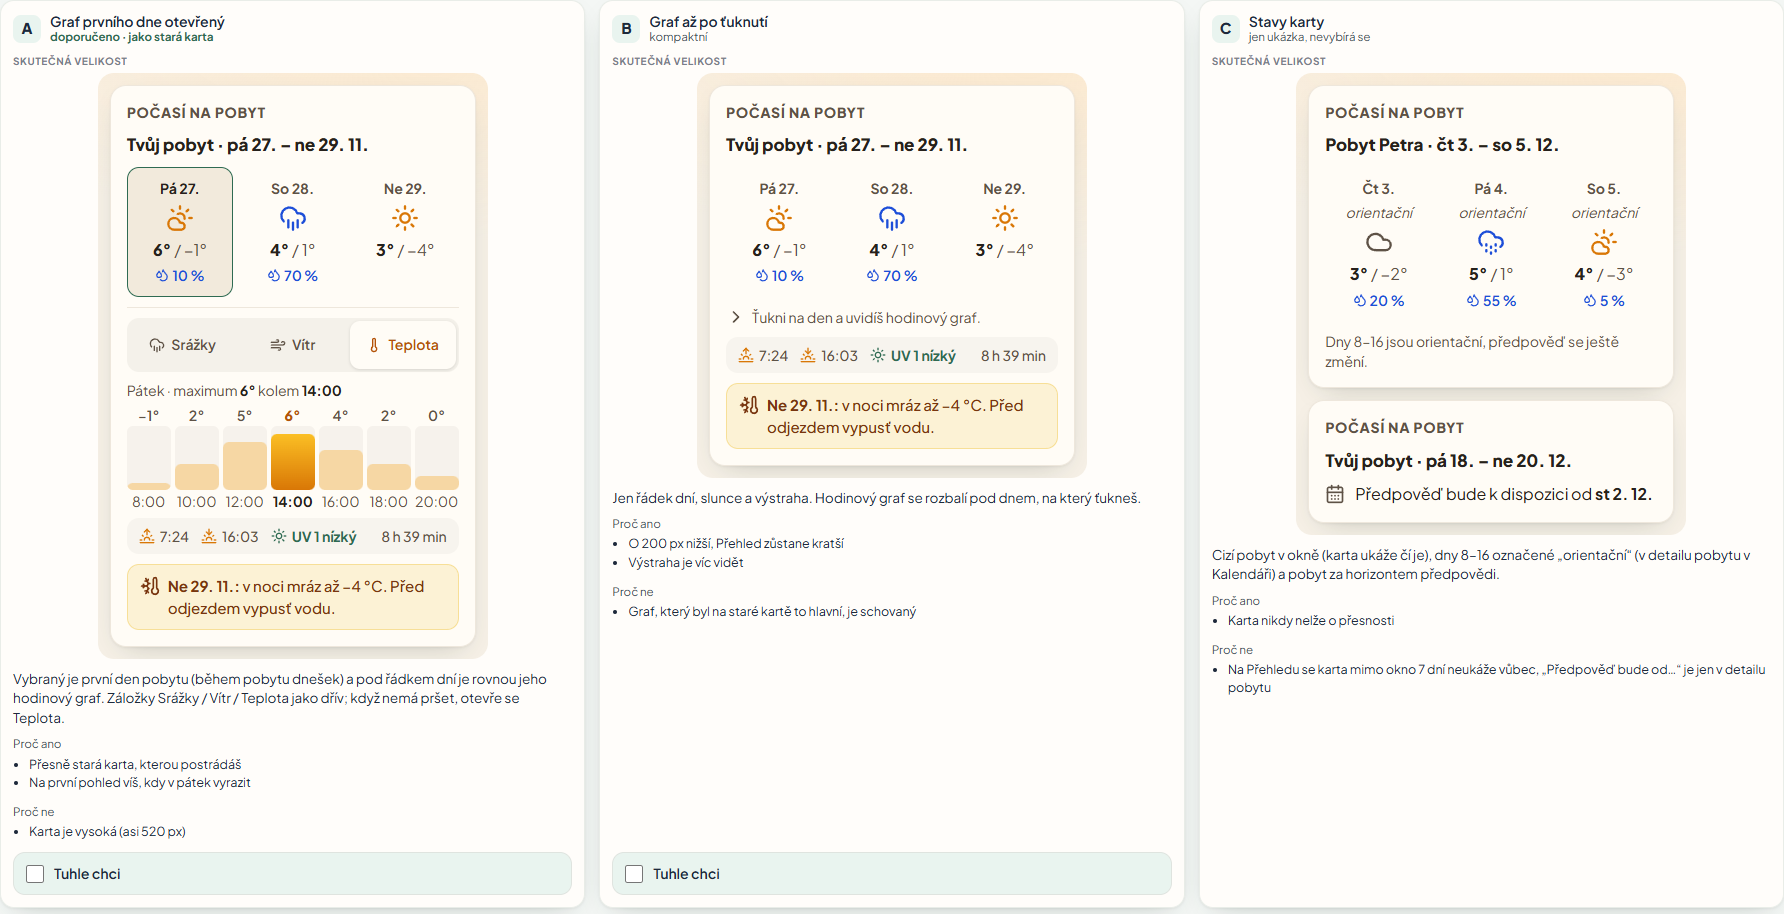 A
Graf prvního dne otevřený
doporučeno · jako stará karta
SKUTEČNÁ VELIKOST
POČASÍ NA POBYT
Tvůj pobyt · pá 27. – ne 29. 11.
Pá 27. So 28. Ne 29.
6° / −1° 4° / 1° 3° / −4°
10 % 70 %
Srážky Vítr Teplota
Pátek · maximum 6° kolem 14:00
−1° 2° 5° 6° 4° 2° 0°
8:00 10:00 12:00 14:00 16:00 18:00 20:00
7:24 16:03 UV 1 nízký 8 h 39 min
Ne 29. 11.: v noci mráz až −4 °C. Před
odjezdem vypusť vodu.
Vybraný je první den pobytu (během pobytu dnešek) a pod řádkem dní je rovnou jeho
hodinový graf. Záložky Srážky / Vítr / Teplota jako dřív; když nemá pršet, otevře se
Teplota.
Proč ano
• Přesně stará karta, kterou postrádáš
• Na první pohled víš, kdy v pátek vyrazit
Proč ne
• Karta je vysoká (asi 520 px)
Tuhle chci
B
Graf až po ťuknutí
kompaktní
SKUTEČNÁ VELIKOST
POČASÍ NA POBYT
Tvůj pobyt · pá 27. – ne 29. 11.
Pá 27. So 28. Ne 29.
6° / −1° 4° / 1° 3° / −4°
10 % 70 %
Ťukni na den a uvidíš hodinový graf.
7:24 16:03 UV 1 nízký 8 h 39 min
Ne 29. 11.: v noci mráz až −4 °C. Před
odjezdem vypusť vodu.
Jen řádek dní, slunce a výstraha. Hodinový graf se rozbalí pod dnem, na který ťukneš.
Proč ano
• O 200 px nižší, Přehled zůstane kratší
• Výstraha je víc vidět
Proč ne
• Graf, který byl na staré kartě to hlavní, je schovaný
Tuhle chci
C
Stavy karty
jen ukázka, nevybírá se
SKUTEČNÁ VELIKOST
POČASÍ NA POBYT
Pobyt Petra · čt 3. – so 5. 12.
Čt 3. Pá 4. So 5.
orientační orientační orientační
3° / −2° 5° / 1° 4° / −3°
20 % 55 % 5 %
Dny 8–16 jsou orientační, předpověď se ještě
změní.
POČASÍ NA POBYT
Tvůj pobyt · pá 18. – ne 20. 12.
Předpověď bude k dispozici od st 2. 12.
Cizí pobyt v okně (karta ukáže čí je), dny 8–16 označené „orientační“ (v detailu pobytu v
Kalendáři) a pobyt za horizontem předpovědi.
Proč ano
• Karta nikdy nelže o přesnosti
Proč ne
• Na Přehledu se karta mimo okno 7 dní neukáže vůbec, „Předpověď bude od…“ je jen v detailu
pobytu